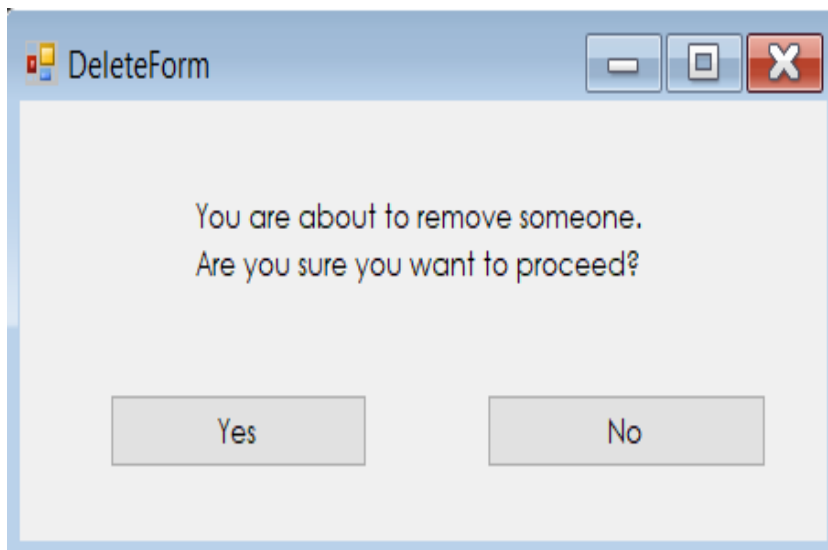 DeleteForm
You are about to remove someone.
Are you sure you want to proceed?
Yes
No